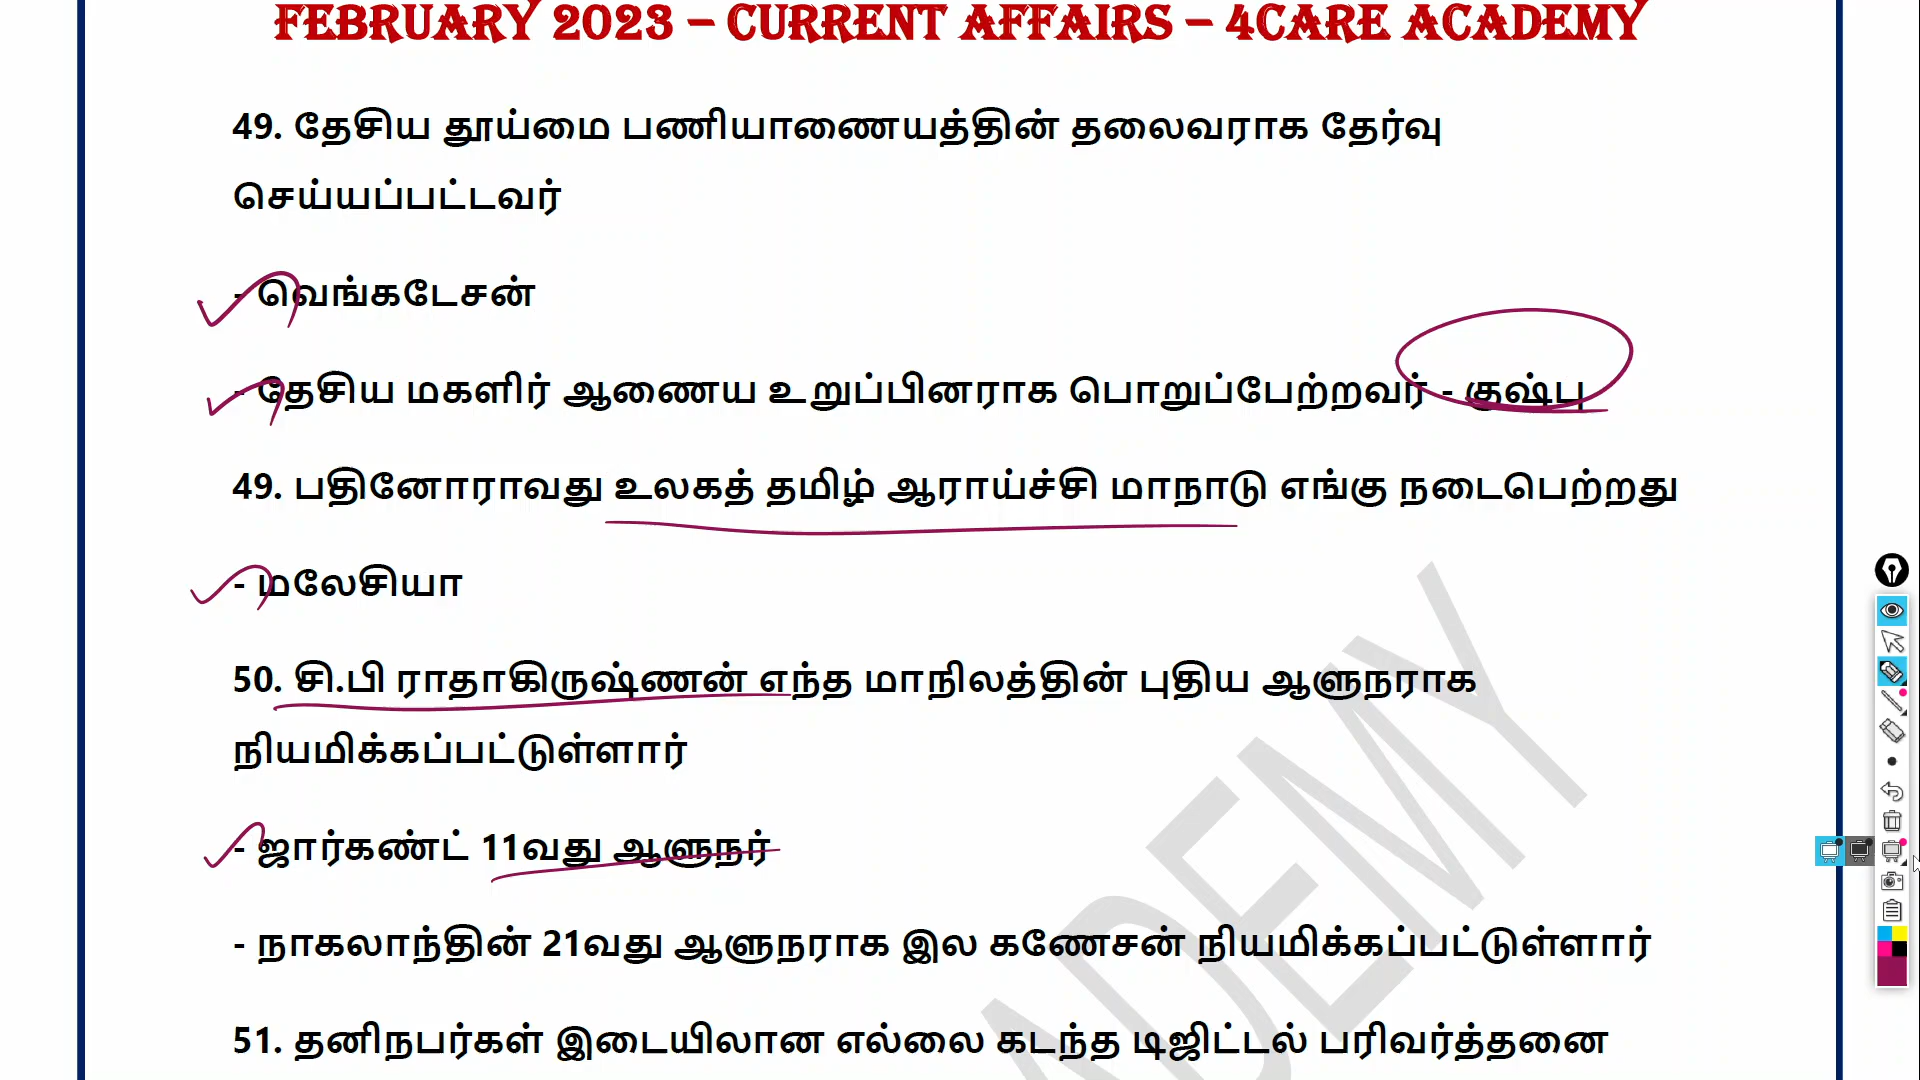 FEBRUARY 2023 – CURRENT AFFAIRS – 4CARE ACADEMY
49. தேசிய தூய்மை பணியாணையத்தின் தலைவராக தேர்வு
செய்யப்பட்டவர்
- வெங்கடேசன்
- தேசிய மகளிர் ஆணைய உறுப்பினராக பொறுப்பேற்றவர் - குஷ்பு
49. பதினோராவது உலகத் தமிழ் ஆராய்ச்சி மாநாடு எங்கு நடைபெற்றது
- மலேசியா
50. சி.பி ராதாகிருஷ்ணன் எந்த மாநிலத்தின் புதிய ஆளுநராக
நியமிக்கப்பட்டுள்ளார்
- ஜார்கண்ட் 11வது ஆளுநர்
- நாகலாந்தின் 21வது ஆளுநராக இல கணேசன் நியமிக்கப்பட்டுள்ளார்
51. தனிநபர்கள் இடையிலான எல்லை கடந்த டிஜிட்டல் பரிவர்த்தனை
ADEMY